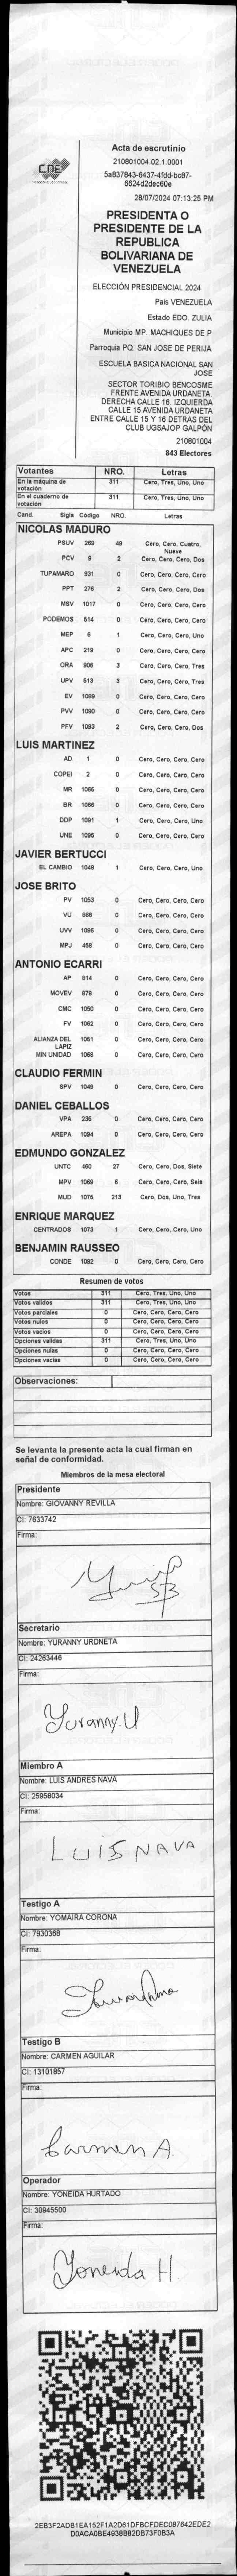 Acta de escrutinio
CNE
210801004.02.1.0001
5a837843-6437-4fdd-bc87-
6624d2dec60e
28/07/2024 07:13:25 PM
PRESIDENTA O
PRESIDENTE DE LA
REPUBLICA
BOLIVARIANA DE
VENEZUELA
ELECCIÓN PRESIDENCIAL 2024
Pais VENEZUELA
Estado EDO. ZULIA
Municipio MP. MACHIQUES DE P
Parroquia PQ. SAN JOSE DE PERIJA
ESCUELA BASICA NACIONAL SAN
JOSE
SECTOR TORIBIO BENCOSME
FRENTE AVENIDA URDANETA.
DERECHA CALLE 16. IZQUIERDA
CALLE 15 AVENIDA URDANETA
ENTRE CALLE 15 Y 16 DETRAS DEL
CLUB UGSAJOP GALPÓN
210801004
843 Electores
Votantes NRO. Letras
En la máquina de votación 311 Cero, Tres, Uno, Uno
En el cuaderno de votación 311 Cero, Tres, Uno, Uno
Cand. Sigla Código NRO. Letras
NICOLAS MADURO
PSUV 269 49 Cero, Cero, Cuatro, Nueve
PCV 9 2 Cero, Cero, Cero, Dos
TUPAMARO 931 0 Cero, Cero, Cero, Cero
PPT 276 2 Cero, Cero, Cero, Dos
MSV 1017 0 Cero, Cero, Cero, Cero
PODEMOS 514 0 Cero, Cero, Cero, Cero
MEP 6 1 Cero, Cero, Cero, Uno
APC 219 0 Cero, Cero, Cero, Cero
ORA 906 3 Cero, Cero, Cero, Tres
UPV 513 3 Cero, Cero, Cero, Tres
EV 1089 0 Cero, Cero, Cero, Cero
PVV 1090 0 Cero, Cero, Cero, Cero
PFV 1093 2 Cero, Cero, Cero, Dos
LUIS MARTINEZ
AD 1 0 Cero, Cero, Cero, Cero
COPEI 2 0 Cero, Cero, Cero, Cero
MR 1065 0 Cero, Cero, Cero, Cero
BR 1066 0 Cero, Cero, Cero, Cero
DDP 1091 1 Cero, Cero, Cero, Uno
UNE 1095 0 Cero, Cero, Cero, Cero
JAVIER BERTUCCI
EL CAMBIO 1048 1 Cero, Cero, Cero, Uno
JOSE BRITO
PV 1053 0 Cero, Cero, Cero, Cero
VU 968 0 Cero, Cero, Cero, Cero
UVV 1096 0 Cero, Cero, Cero, Cero
MPJ 458 0 Cero, Cero, Cero, Cero
ANTONIO ECARRI
AP 914 0 Cero, Cero, Cero, Cero
MOVEV 979 0 Cero, Cero, Cero, Cero
CMC 1050 0 Cero, Cero, Cero, Cero
FV 1062 0 Cero, Cero, Cero, Cero
ALIANZA DEL LAPIZ 1051 0 Cero, Cero, Cero, Cero
MIN UNIDAD 1068 0 Cero, Cero, Cero, Cero
CLAUDIO FERMIN
SPV 1049 0 Cero, Cero, Cero, Cero
DANIEL CEBALLOS
VPA 236 0 Cero, Cero, Cero, Cero
AREPA 1094 0 Cero, Cero, Cero, Cero
EDMUNDO GONZALEZ
UNTC 460 27 Cero, Cero, Dos, Siete
MPV 1069 6 Cero, Cero, Cero, Seis
MUD 1075 213 Cero, Dos, Uno, Tres
ENRIQUE MARQUEZ
CENTRADOS 1073 1 Cero, Cero, Cero, Uno
BENJAMIN RAUSSEO
CONDE 1092 0 Cero, Cero, Cero, Cero
Resumen de votos
Votos 311 Cero, Tres, Uno, Uno
Votos validos 311 Cero, Tres, Uno, Uno
Votos parciales 0 Cero, Cero, Cero, Cero
Votos nulos 0 Cero, Cero, Cero, Cero
Votos vacios 0 Cero, Cero, Cero, Cero
Opciones validas 311 Cero, Tres, Uno, Uno
Opciones nulas 0 Cero, Cero, Cero, Cero
Opciones vacias 0 Cero, Cero, Cero, Cero
Observaciones:
Se levanta la presente acta la cual firman en
señal de conformidad.
Miembros de la mesa electoral
Presidente
Nombre: GIOVANNY REVILLA
CI: 7633742
Firma:
Secretario
Nombre: YURANNY URDNETA
CI: 24263446
Firma:
Yuranny.U
Miembro A
Nombre: LUIS ANDRES NAVA
CI: 25958034
Firma:
LUIS NAVA
Testigo A
Nombre: YOMAIRA CORONA
CI: 7930368
Firma:
Testigo B
Nombre: CARMEN AGUILAR
CI: 13101857
Firma:
Carmen A.
Operador
Nombre: YONEIDA HURTADO
CI: 30945500
Firma:
Yoneida H
2EB3F2ADB1EA152F1A2D61DFBCFDEC087642EDE2
D0ACA0BE4938B82DB73F0B3A